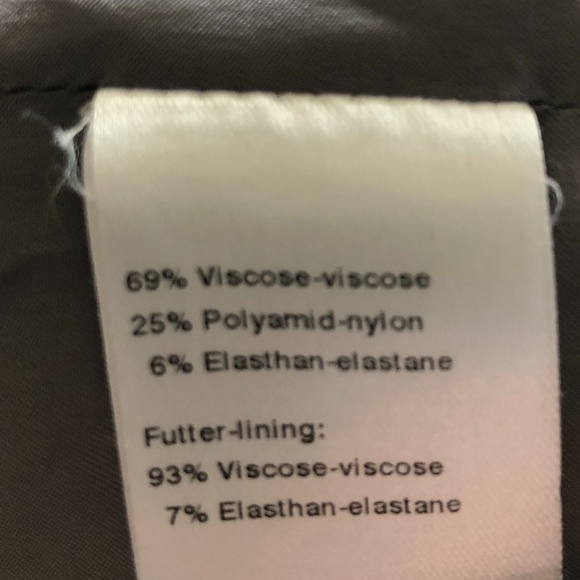 69% Viscose-viscose
25% Polyamid-nylon
6% Elasthan-elastane
Futter-lining:
93% Viscose-viscose
7% Elasthan-elastane